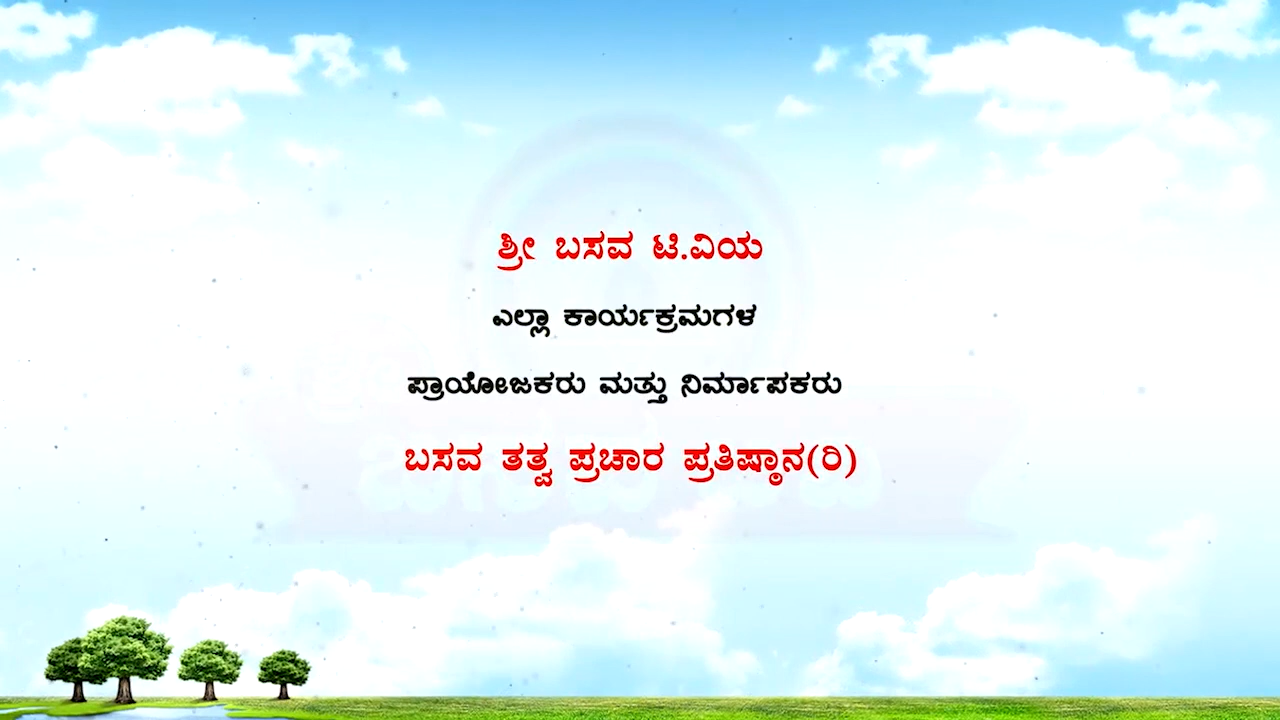 ಶ್ರೀ ಬಸವ ಟಿ.ವಿಯ
ಎಲ್ಲಾ ಕಾರ್ಯಕ್ರಮಗಳ
ಪ್ರಾಯೋಜಕರು ಮತ್ತು ನಿರ್ಮಾಪಕರು
ಬಸವ ತತ್ವ ಪ್ರಚಾರ ಪ್ರತಿಷ್ಠಾನ(ರಿ)